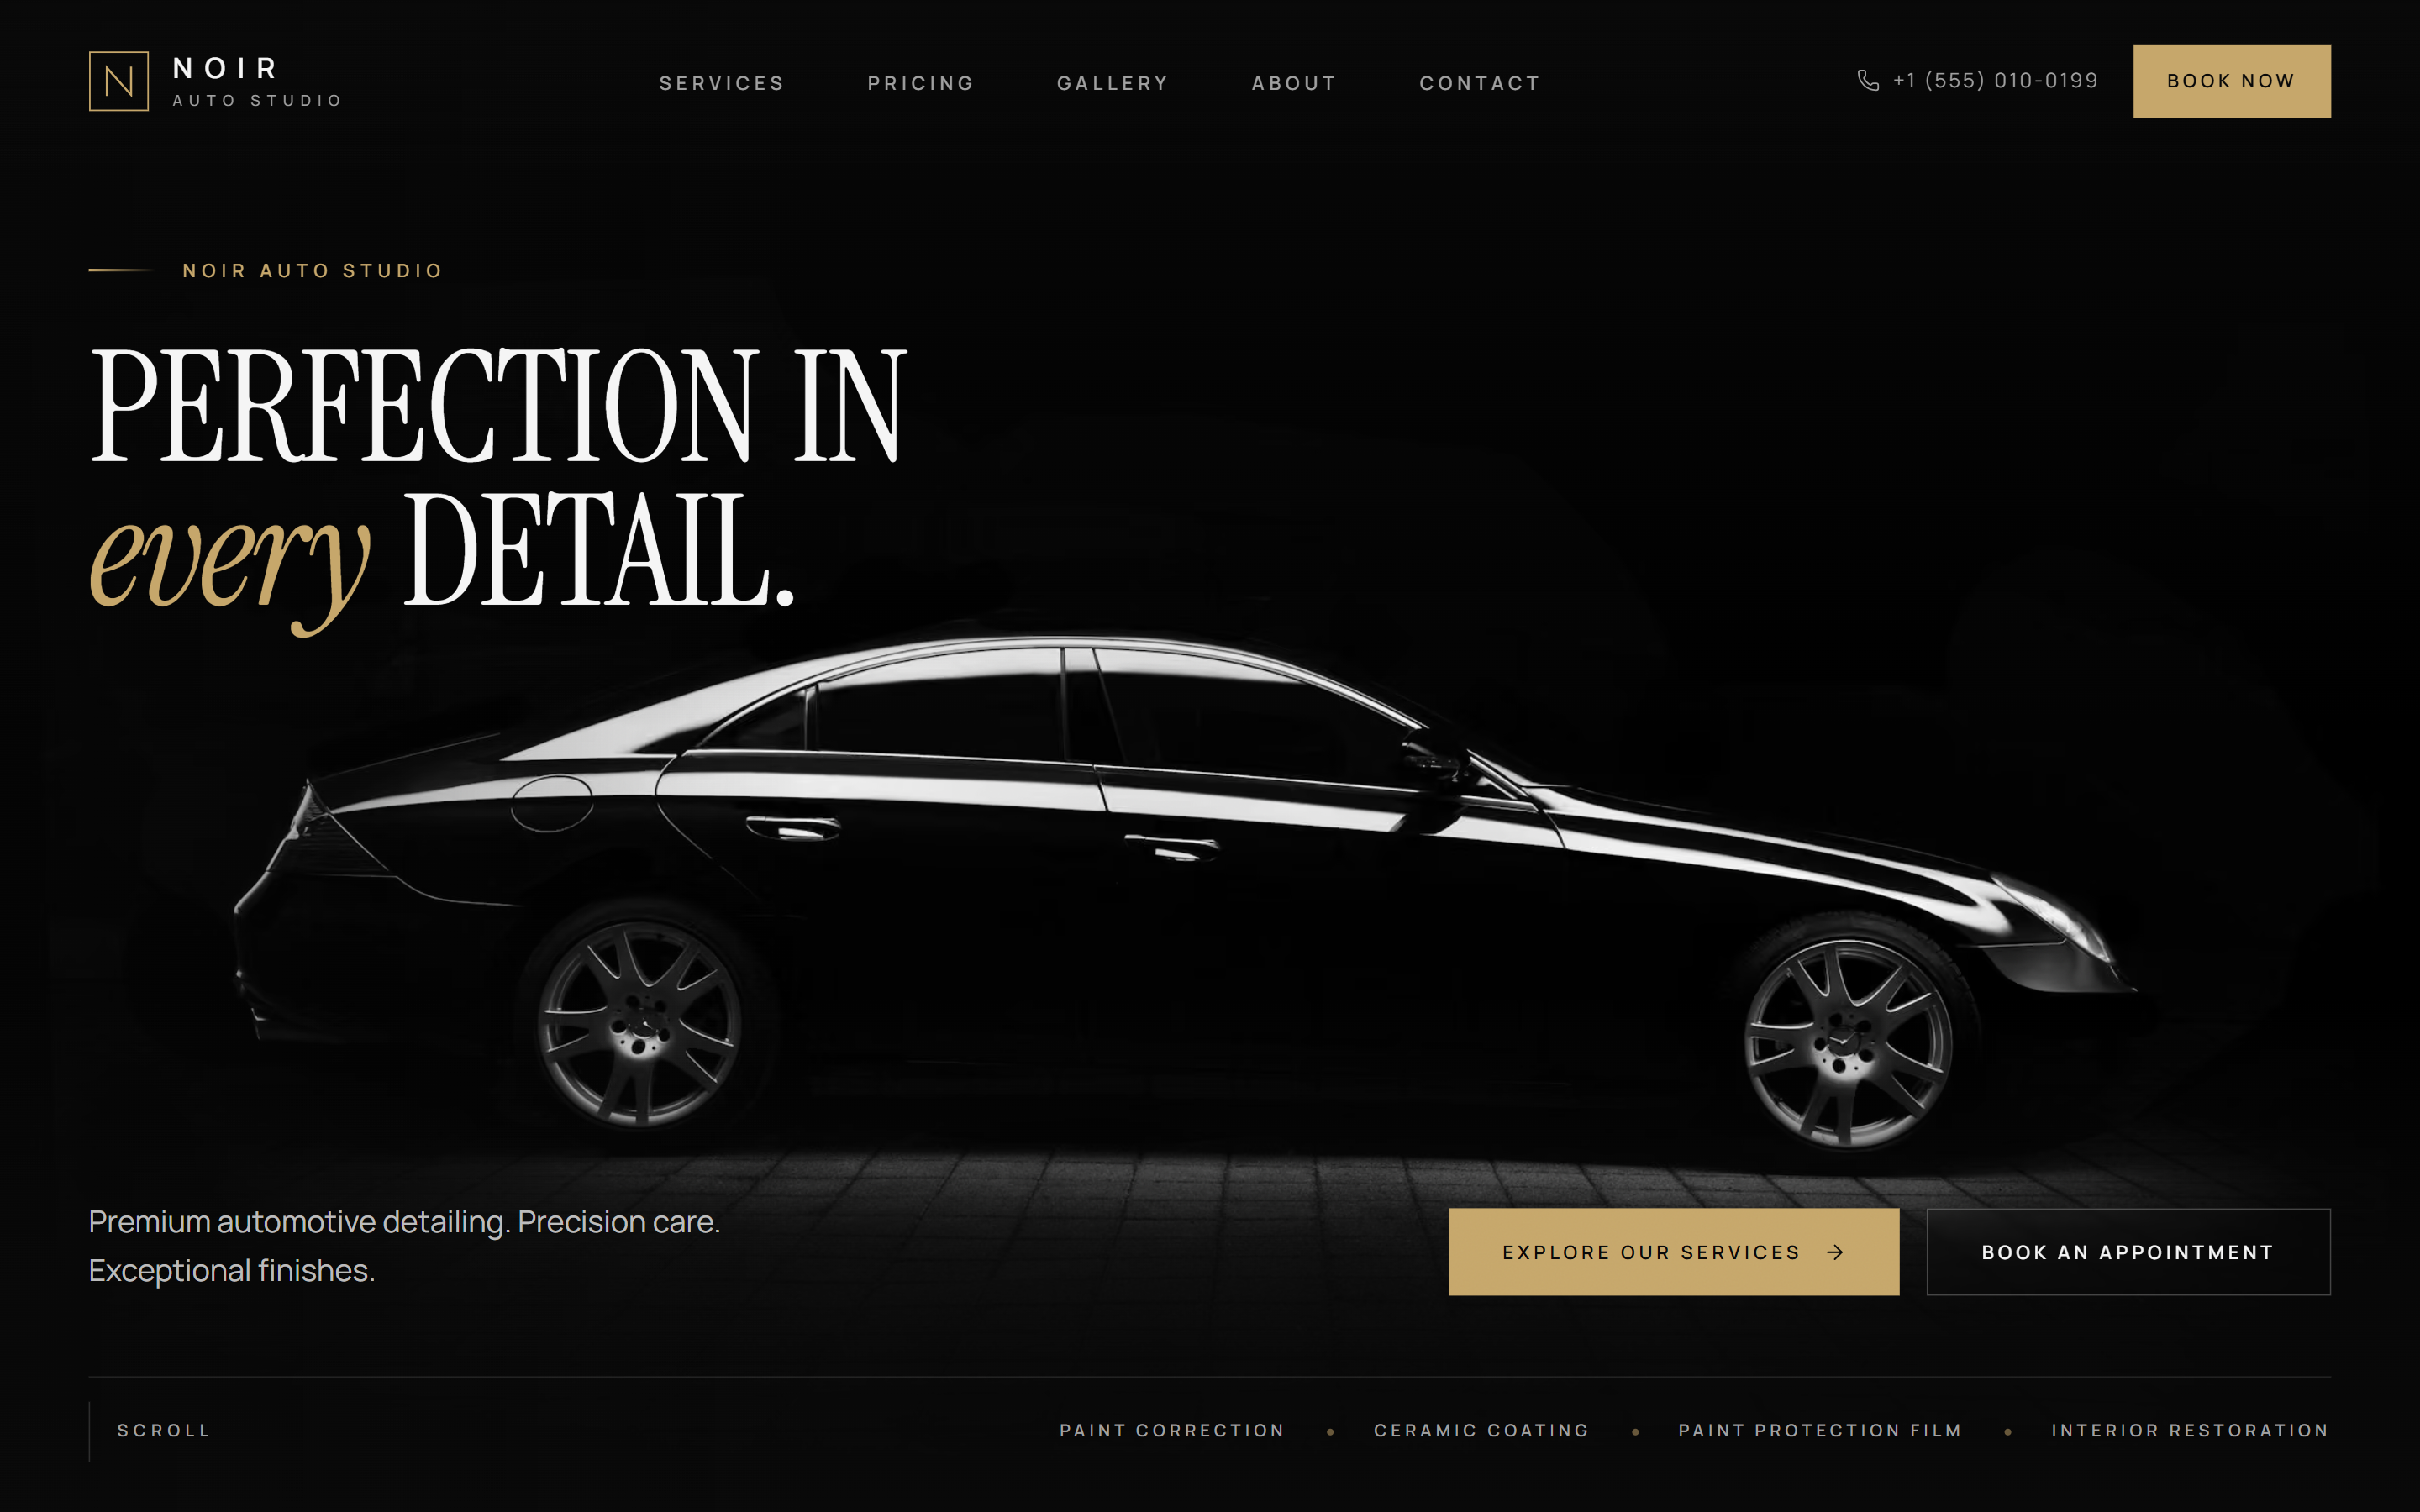 N
NOIR
AUTO STUDIO
SERVICES
PRICING
GALLERY
ABOUT
CONTACT
+1 (555) 010-0199
BOOK NOW
NOIR AUTO STUDIO
PERFECTION IN
every DETAIL.
Premium automotive detailing. Precision care.
Exceptional finishes.
EXPLORE OUR SERVICES →
BOOK AN APPOINTMENT
SCROLL
PAINT CORRECTION • CERAMIC COATING • PAINT PROTECTION FILM • INTERIOR RESTORATION